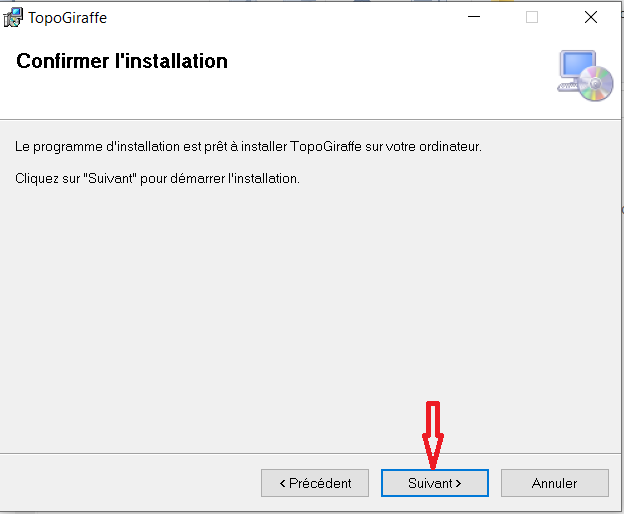 TopoGiraffe
Confirmer l'installation
Le programme d'installation est prêt à installer TopoGiraffe sur votre ordinateur.
Cliquez sur "Suivant" pour démarrer l'installation.
< Précédent
Suivant >
Annuler